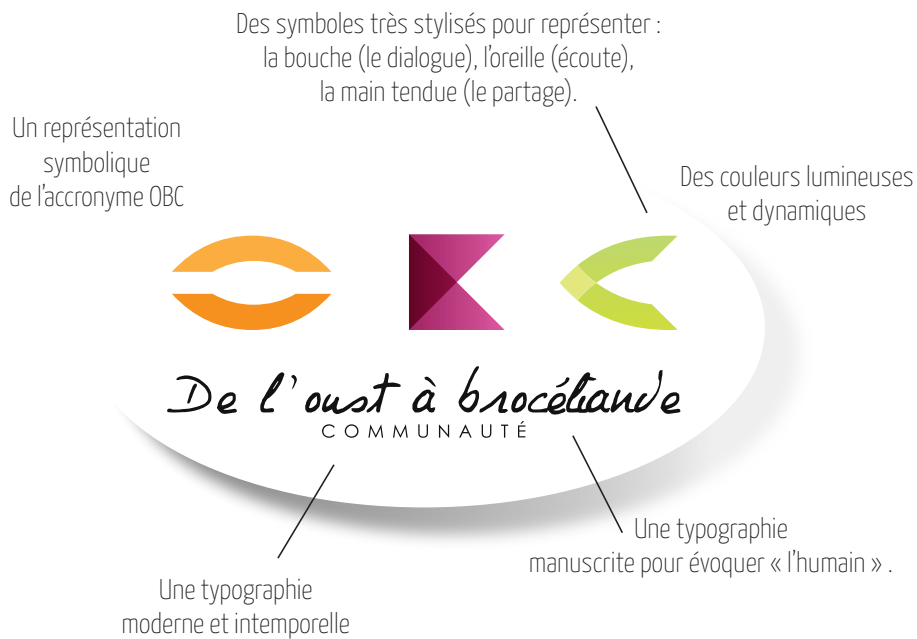 Des symboles très stylisés pour représenter :
la bouche (le dialogue), l'oreille (écoute),
la main tendue (le partage).
Un représentation
symbolique
de l'accronyme OBC
Des couleurs lumineuses
et dynamiques
De l'oust à brocéliande
COMMUNAUTÉ
Une typographie
manuscrite pour évoquer « l'humain » .
Une typographie
moderne et intemporelle